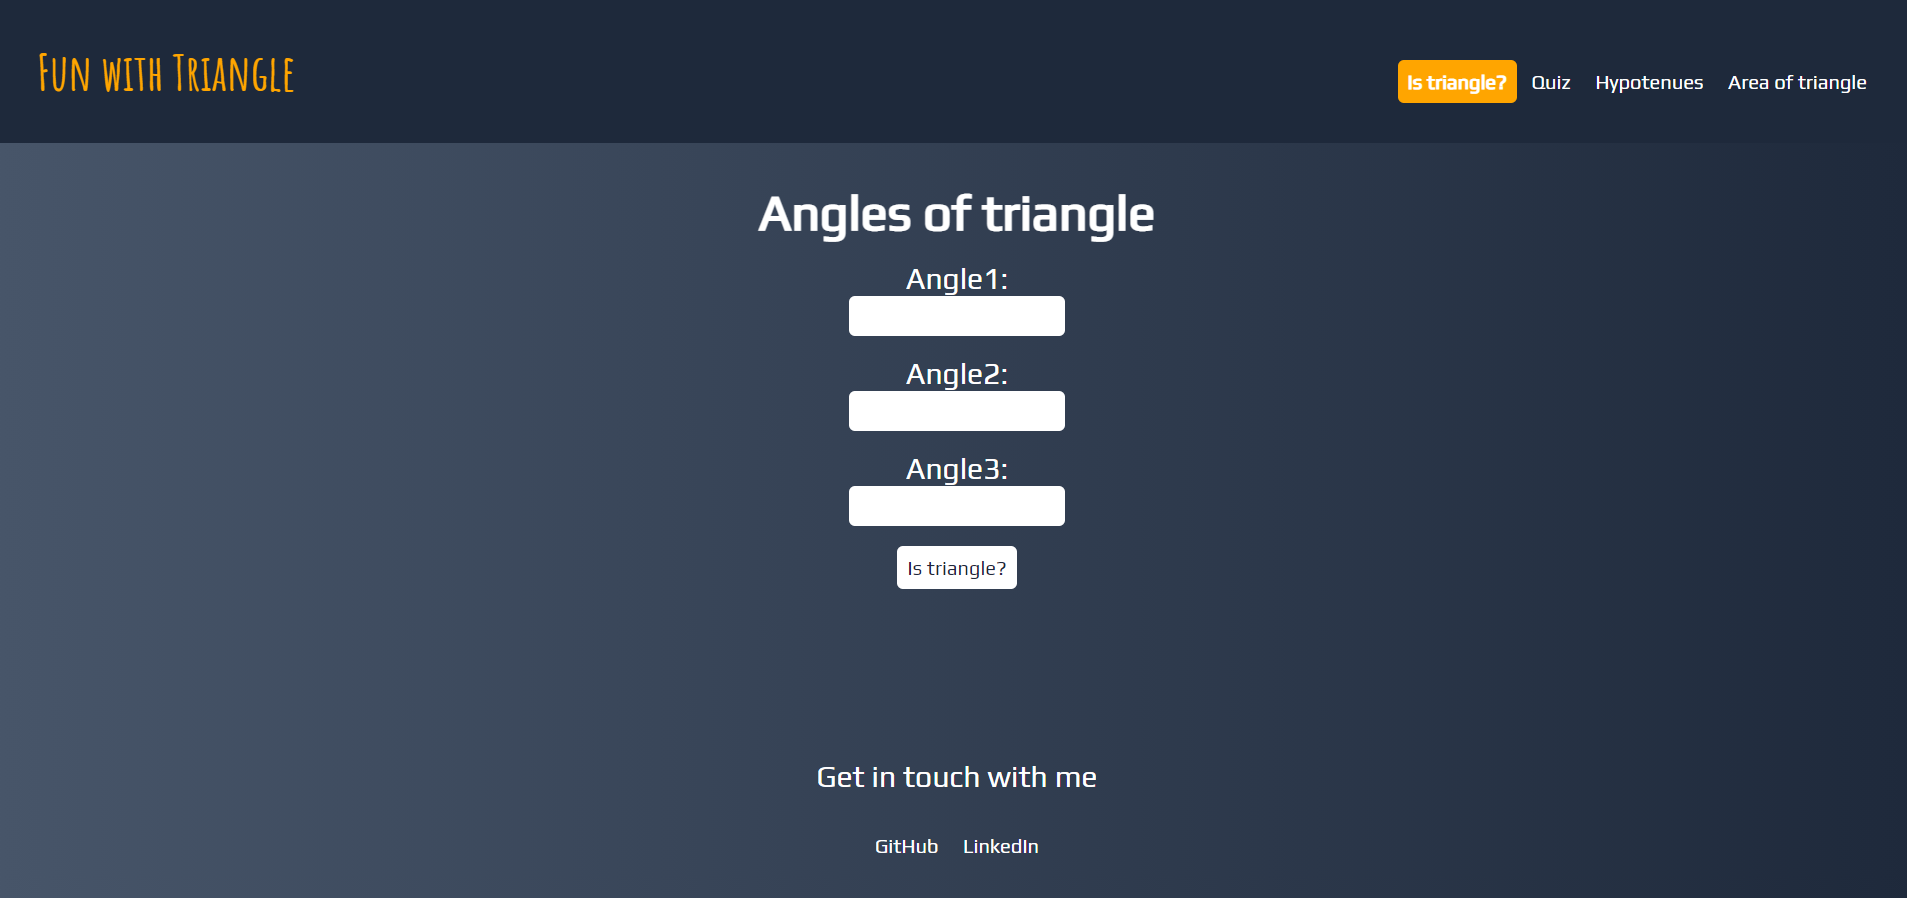 Fun with Triangle
Is triangle? Quiz Hypotenues Area of triangle
Angles of triangle
Angle1:
Angle2:
Angle3:
Is triangle?
Get in touch with me
GitHub LinkedIn